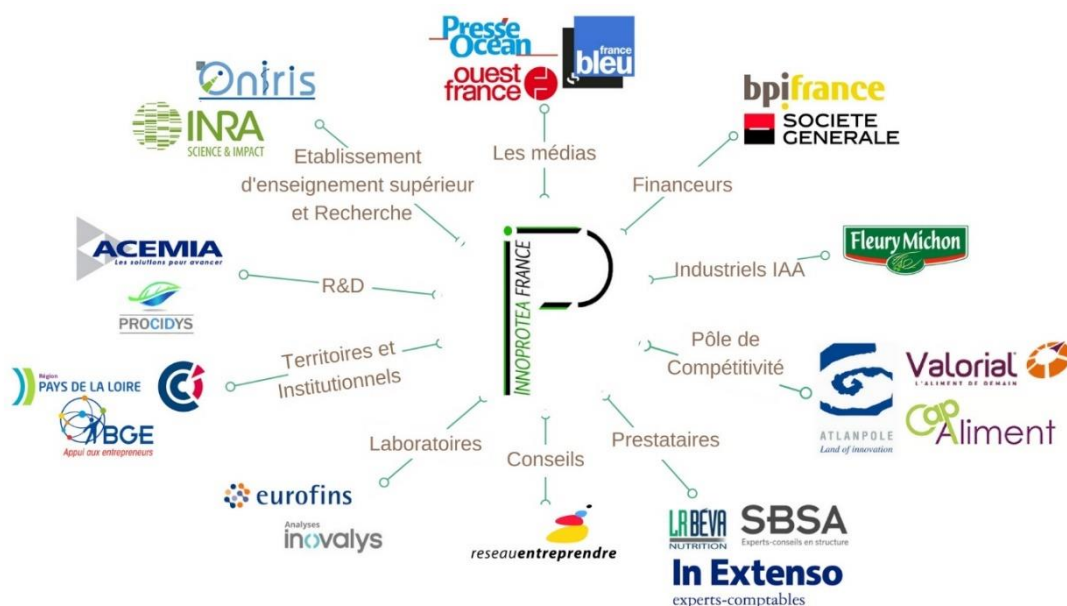 Presse
Océan
ouest
france
france
bleu
Oniris
INRA
SCIENCE & IMPACT
bpifrance
SOCIETE
GENERALE
Etablissement
d'enseignement supérieur
et Recherche
Les médias
Financeurs
ACEMIA
Les solutions pour avancer
PROCIDYS
R&D
INNOPROTEA FRANCE
Industriels IAA
Fleury Michon
Région
PAYS DE LA LOIRE
CCI
BGE
Appui aux entrepreneurs
Territoires et
Institutionnels
Pôle de
Compétitivité
ATLANPOLE
Land of innovation
Valorial
L'ALIMENT DE DEMAIN
Cap
Aliment
Laboratoires
Conseils
Prestataires
eurofins
Analyses
inovalys
reseauentreprendre
LABÉVA
NUTRITION
SBSA
Experts-conseils en structure
In Extenso
experts-comptables